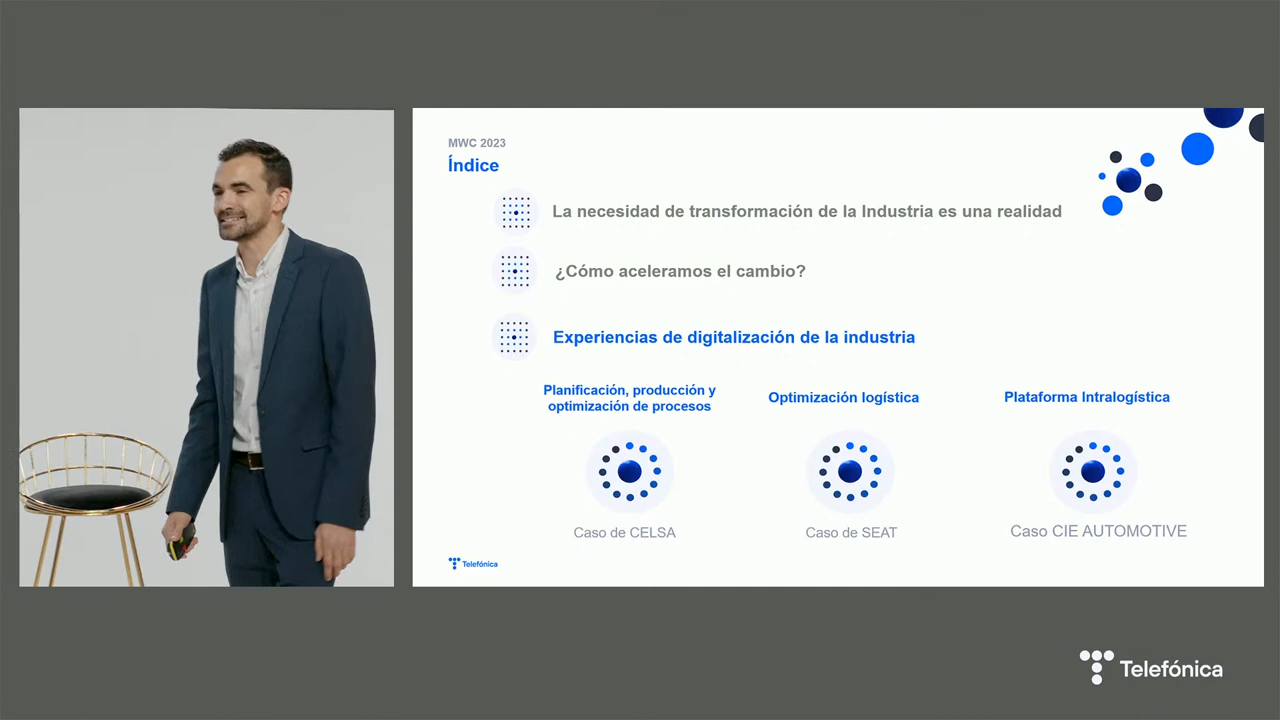 MWC 2023
Índice
La necesidad de transformación de la Industria es una realidad
¿Cómo aceleramos el cambio?
Experiencias de digitalización de la industria
Planificación, producción y
optimización de procesos
Optimización logística
Plataforma Intralogística
Caso de CELSA
Caso de SEAT
Caso CIE AUTOMOTIVE
Telefónica
Telefónica